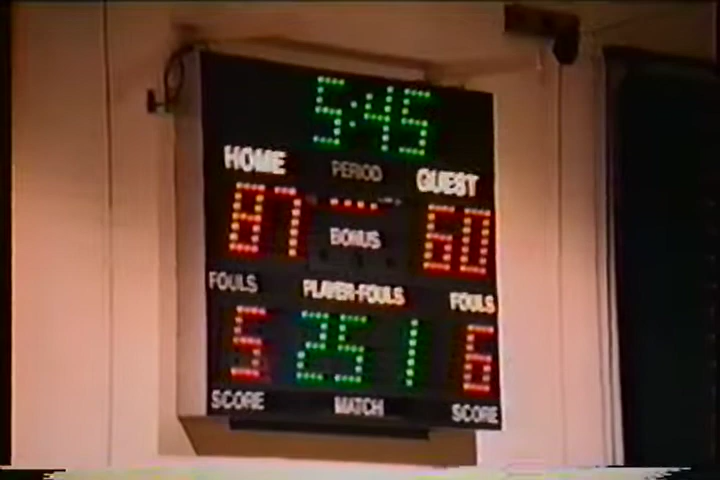 5:45
HOME PERIOD GUEST
87 60
BONUS
FOULS PLAYER-FOULS FOULS
5 25 1 6
SCORE MATCH SCORE